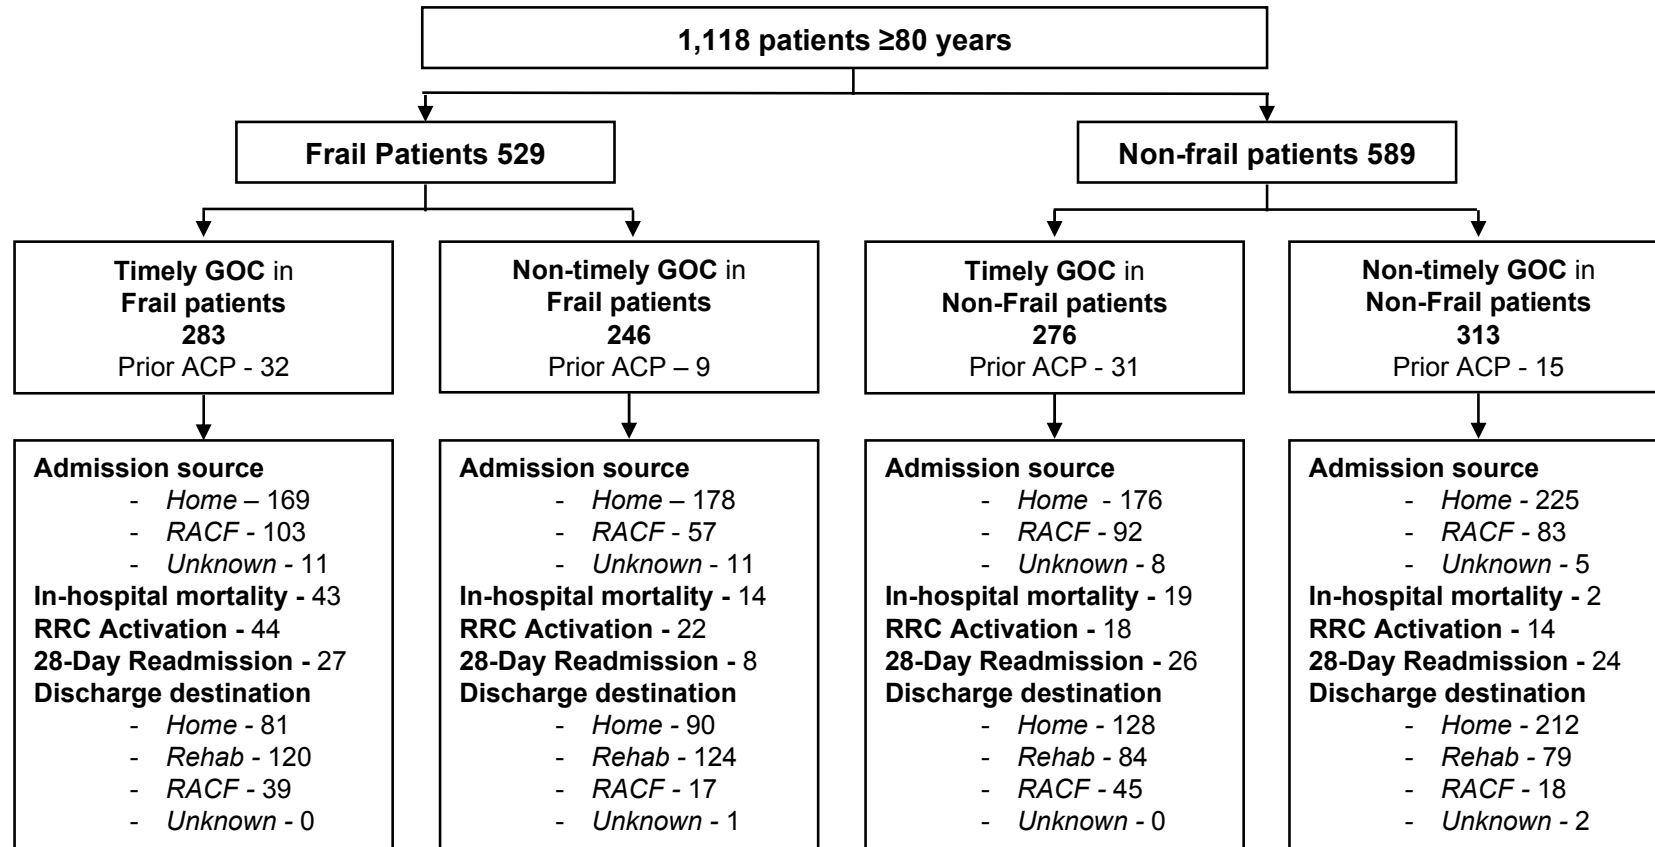 1,118 patients ≥80 years
Frail Patients 529
Non-frail patients 589
Timely GOC in
Frail patients
283
Prior ACP - 32
Non-timely GOC in
Frail patients
246
Prior ACP – 9
Timely GOC in
Non-Frail patients
276
Prior ACP - 31
Non-timely GOC in
Non-Frail patients
313
Prior ACP - 15
Admission source
- Home – 169
- RACF - 103
- Unknown - 11
In-hospital mortality - 43
RRC Activation - 44
28-Day Readmission - 27
Discharge destination
- Home - 81
- Rehab - 120
- RACF - 39
- Unknown - 0
Admission source
- Home – 178
- RACF - 57
- Unknown - 11
In-hospital mortality - 14
RRC Activation - 22
28-Day Readmission - 8
Discharge destination
- Home - 90
- Rehab - 124
- RACF - 17
- Unknown - 1
Admission source
- Home - 176
- RACF - 92
- Unknown - 8
In-hospital mortality - 19
RRC Activation - 18
28-Day Readmission - 26
Discharge destination
- Home - 128
- Rehab - 84
- RACF - 45
- Unknown - 0
Admission source
- Home - 225
- RACF - 83
- Unknown - 5
In-hospital mortality - 2
RRC Activation - 14
28-Day Readmission - 24
Discharge destination
- Home - 212
- Rehab - 79
- RACF - 18
- Unknown - 2